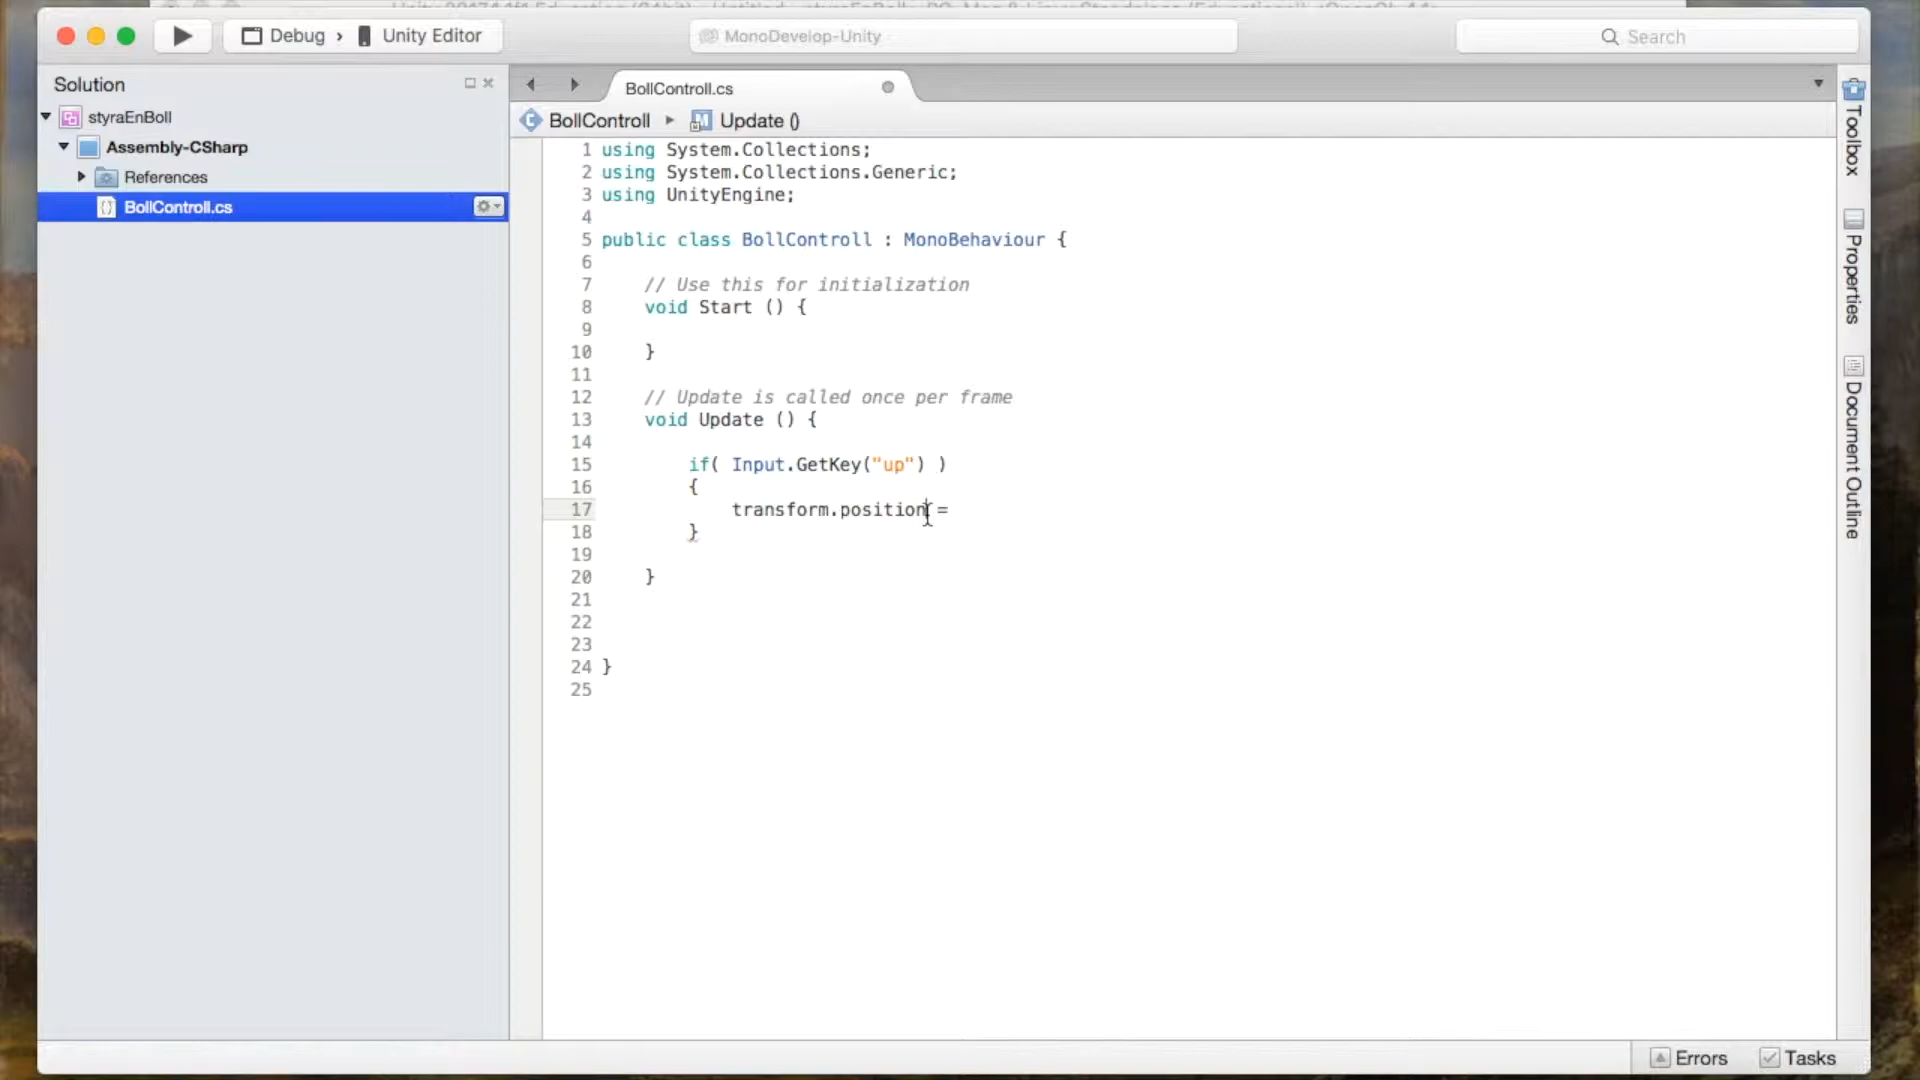 Debug › Unity Editor
MonoDevelop-Unity
Search
Solution
styraEnBoll
Assembly-CSharp
References
BollControll.cs
BollControll.cs
BollControll ▸ Update ()
1 using System.Collections;
2 using System.Collections.Generic;
3 using UnityEngine;
4
5 public class BollControll : MonoBehaviour {
6
7 // Use this for initialization
8 void Start () {
9
10 }
11
12 // Update is called once per frame
13 void Update () {
14
15 if( Input.GetKey("up") )
16 {
17 transform.position =
18 }
19
20 }
21
22
23
24 }
25
Toolbox
Properties
Document Outline
Errors
Tasks